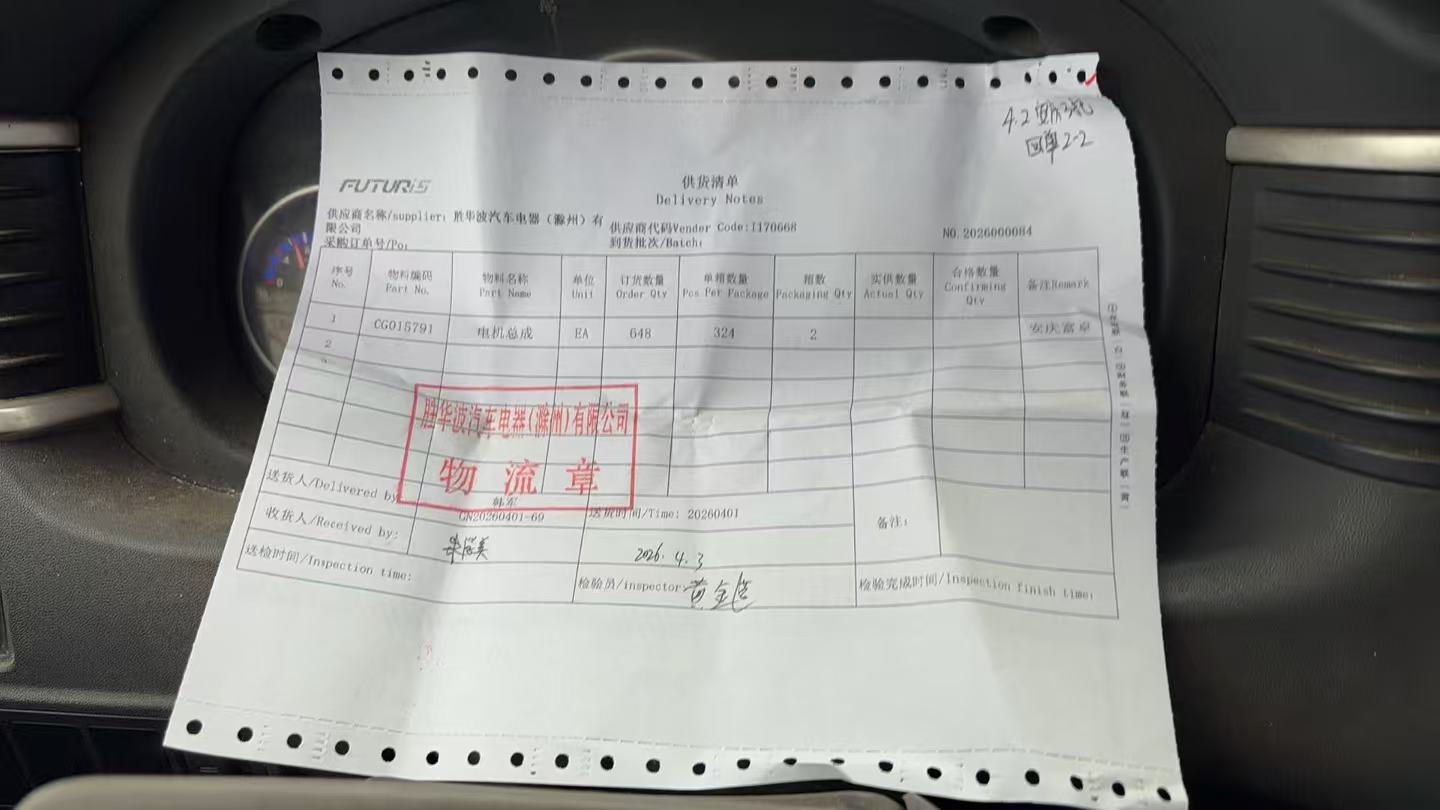 回单2-2
FUTURIS
供货清单
Delivery Notes
供应商名称/supplier: 胜华波汽车电器（滁州）有限公司
供应商代码Vender Code:I170668
NO.2026000084
采购订单号/Po:
到货批次/Batch:
序号 物料编码 物料名称 单位 订货数量 单箱数量 箱数 实供数量 合格数量 备注Remark
No. Part No. Part Name Unit Order Qty Pcs Per Package Packaging Qty Actual Qty Confirming Qty
1 CG015791 电机总成 EA 648 324 2 安庆富卓
2
胜华波汽车电器(滁州)有限公司
物流章
送货人/Delivered by
韩军
GN20260401-69
送货时间/Time: 20260401
备注:
收货人/Received by:
2026.4.3
送检时间/Inspection time:
检验员/inspector:
检验完成时间/Inspection finish time: